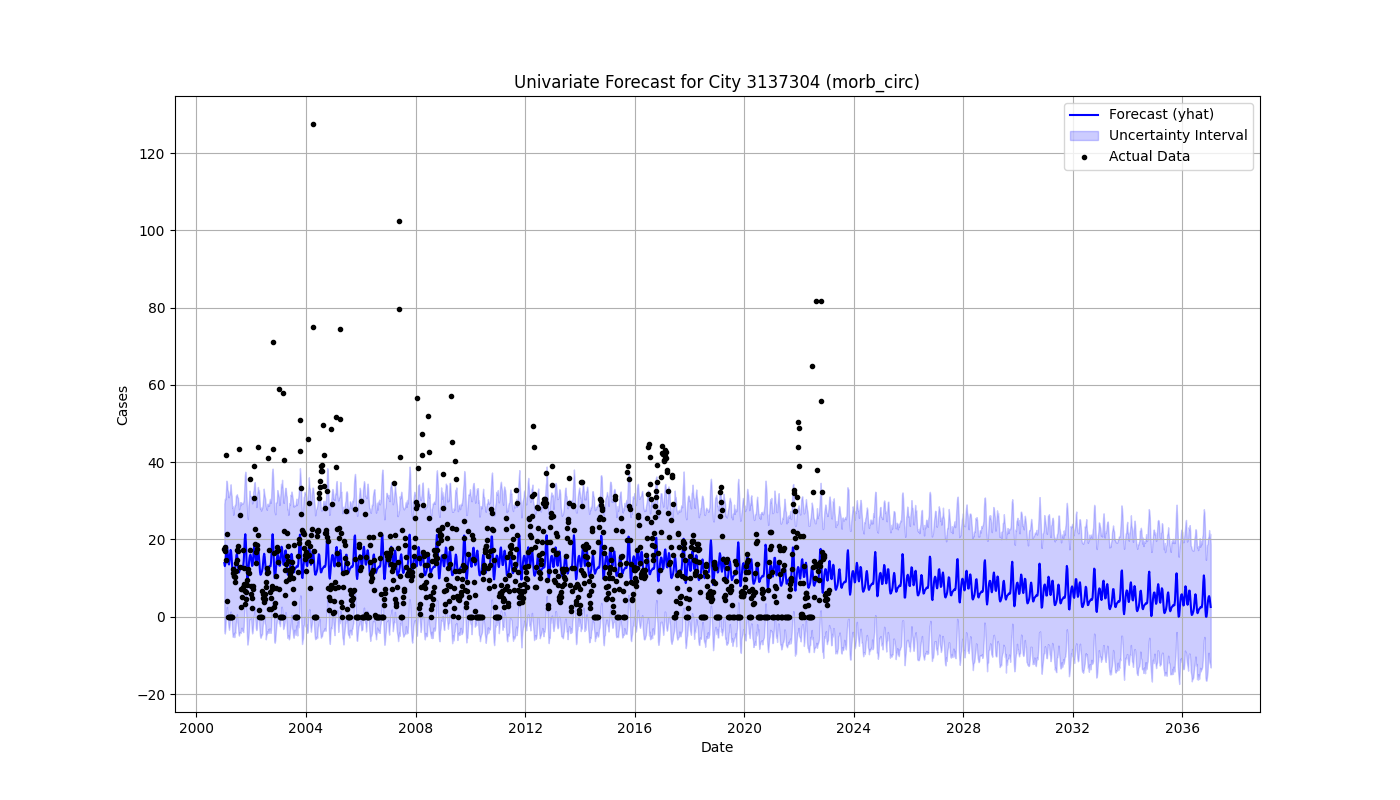 Univariate Forecast for City 3137304 (morb_circ)
Forecast (yhat)
Uncertainty Interval
Actual Data
Cases
120
100
80
60
40
20
0
−20
2000 2004 2008 2012 2016 2020 2024 2028 2032 2036
Date